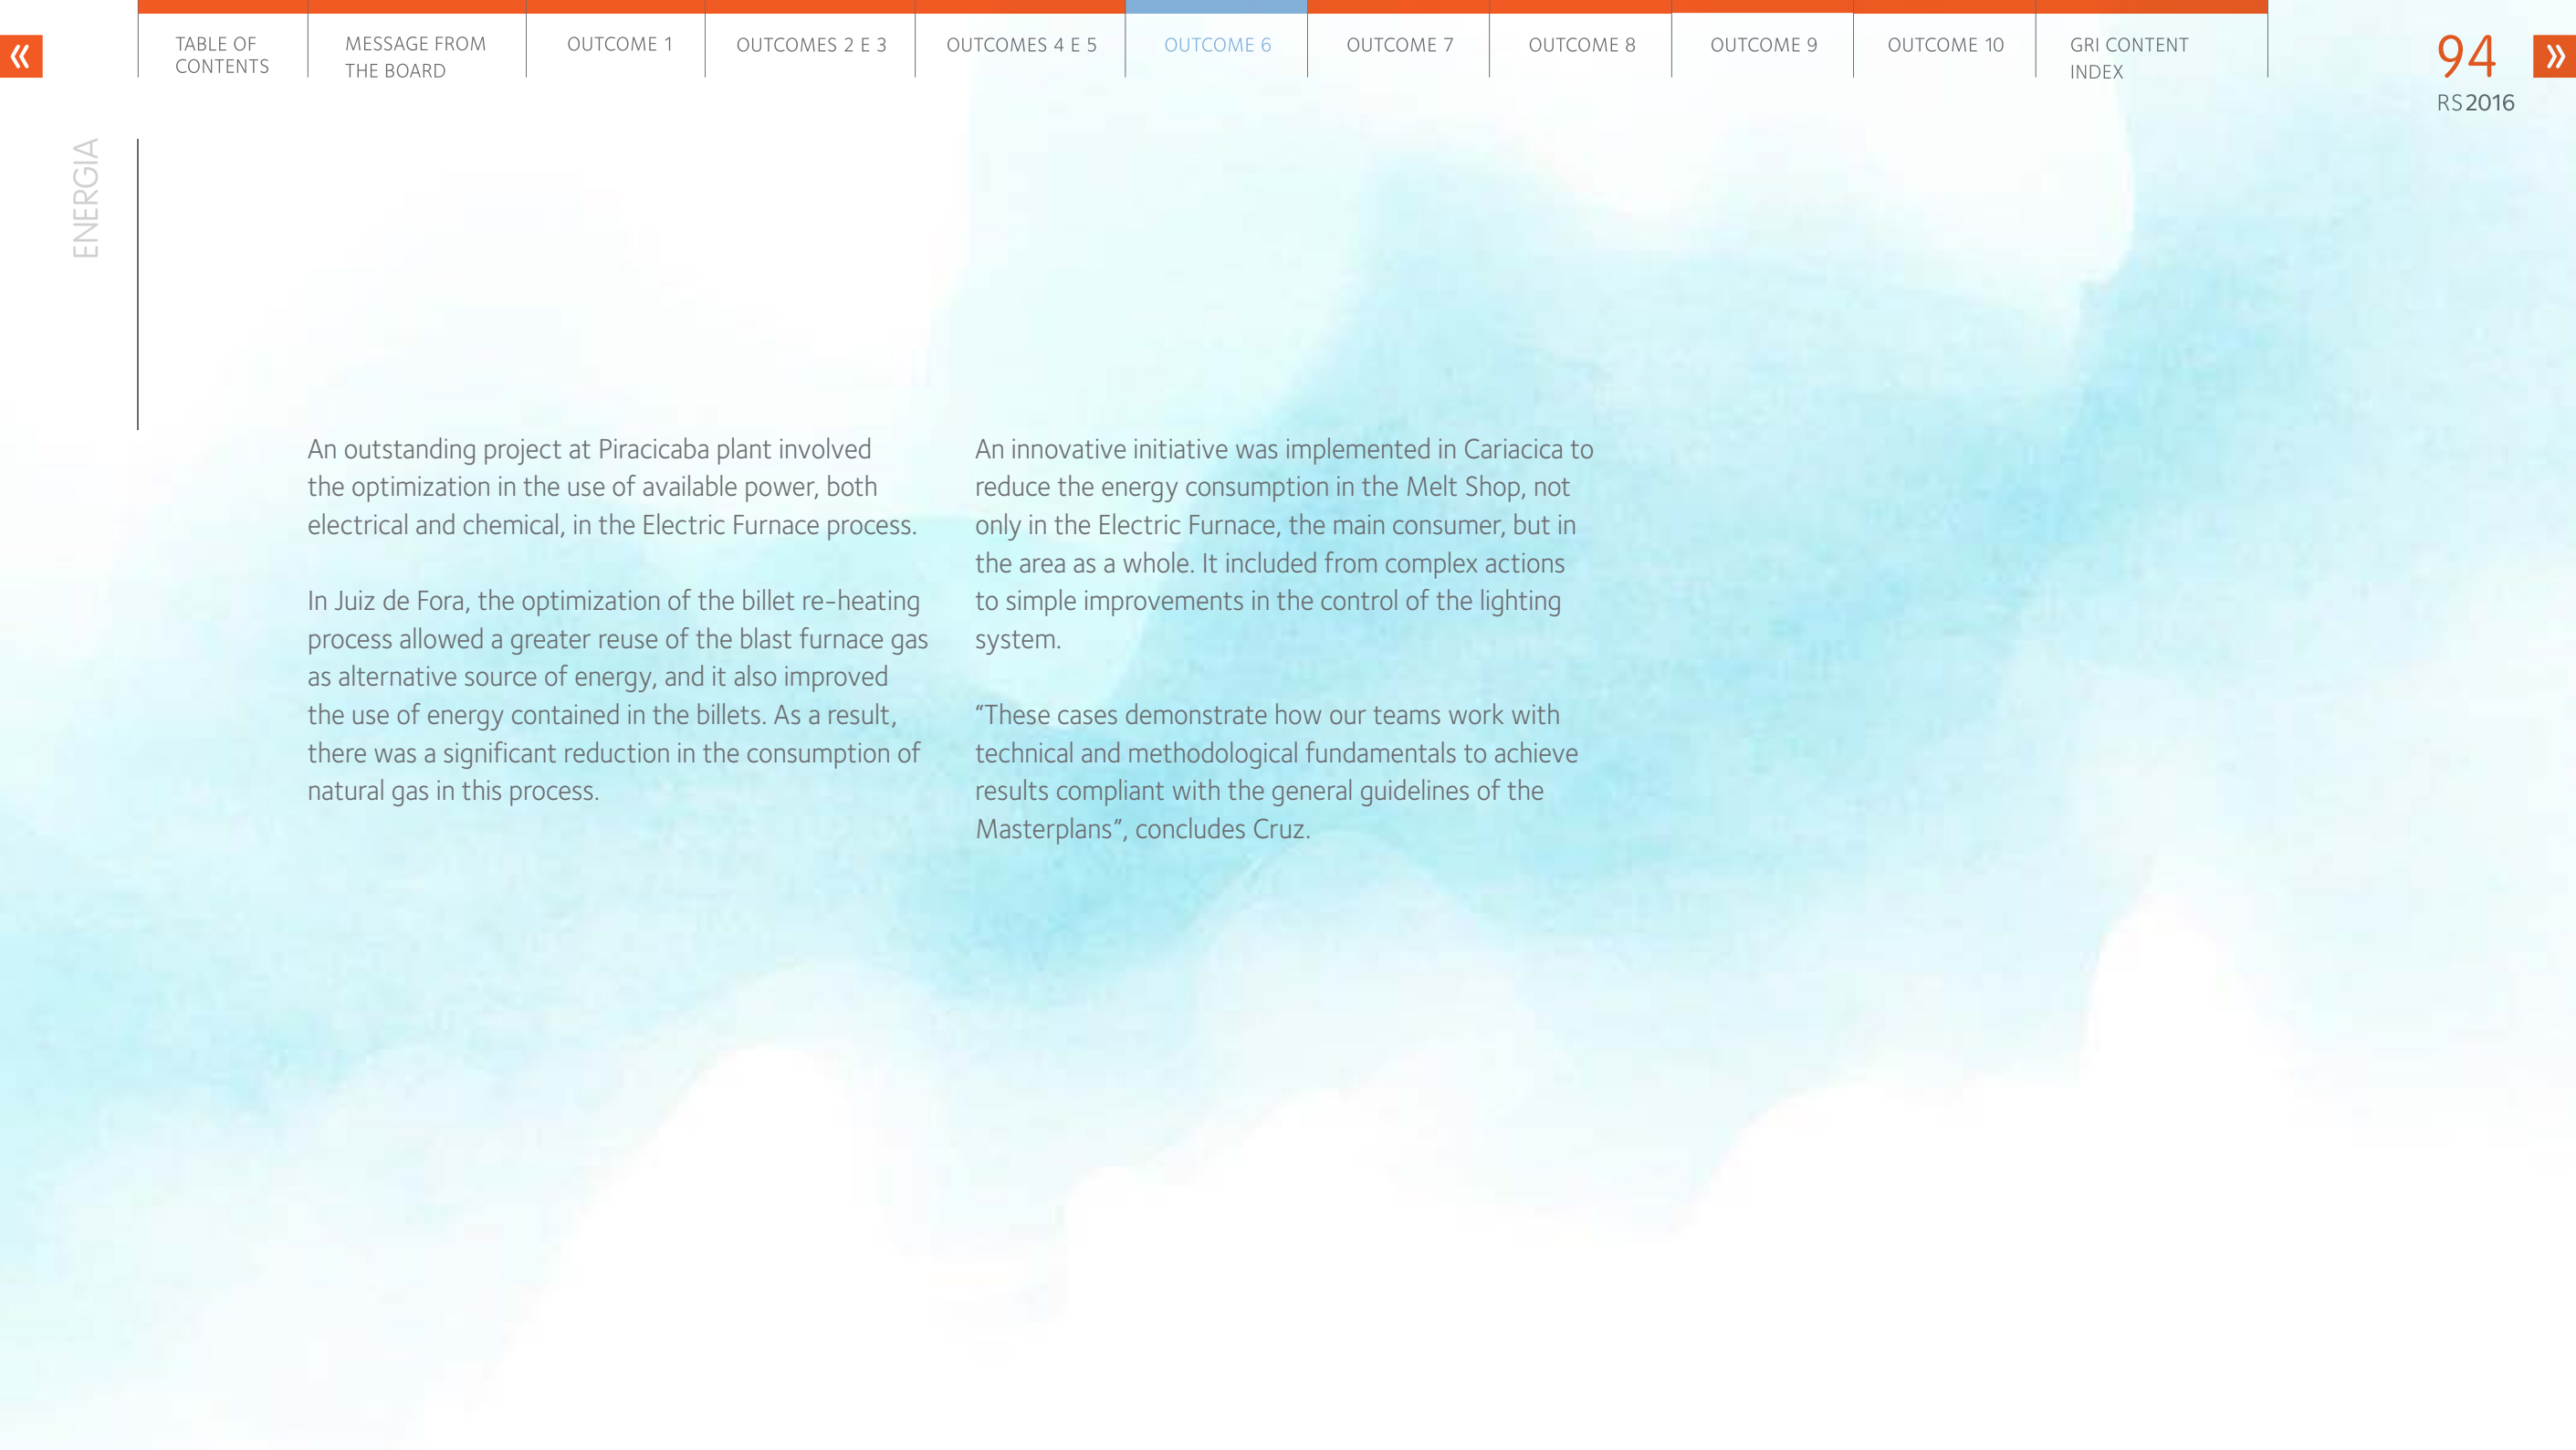 TABLE OF
CONTENTS
MESSAGE FROM
THE BOARD
OUTCOME 1
OUTCOMES 2 E 3
OUTCOMES 4 E 5
OUTCOME 6
OUTCOME 7
OUTCOME 8
OUTCOME 9
OUTCOME 10
GRI CONTENT
INDEX
94
RS2016
ENERGIA
An outstanding project at Piracicaba plant involved
the optimization in the use of available power, both
electrical and chemical, in the Electric Furnace process.
In Juiz de Fora, the optimization of the billet re-heating
process allowed a greater reuse of the blast furnace gas
as alternative source of energy, and it also improved
the use of energy contained in the billets. As a result,
there was a significant reduction in the consumption of
natural gas in this process.
An innovative initiative was implemented in Cariacica to
reduce the energy consumption in the Melt Shop, not
only in the Electric Furnace, the main consumer, but in
the area as a whole. It included from complex actions
to simple improvements in the control of the lighting
system.
“These cases demonstrate how our teams work with
technical and methodological fundamentals to achieve
results compliant with the general guidelines of the
Masterplans”, concludes Cruz.